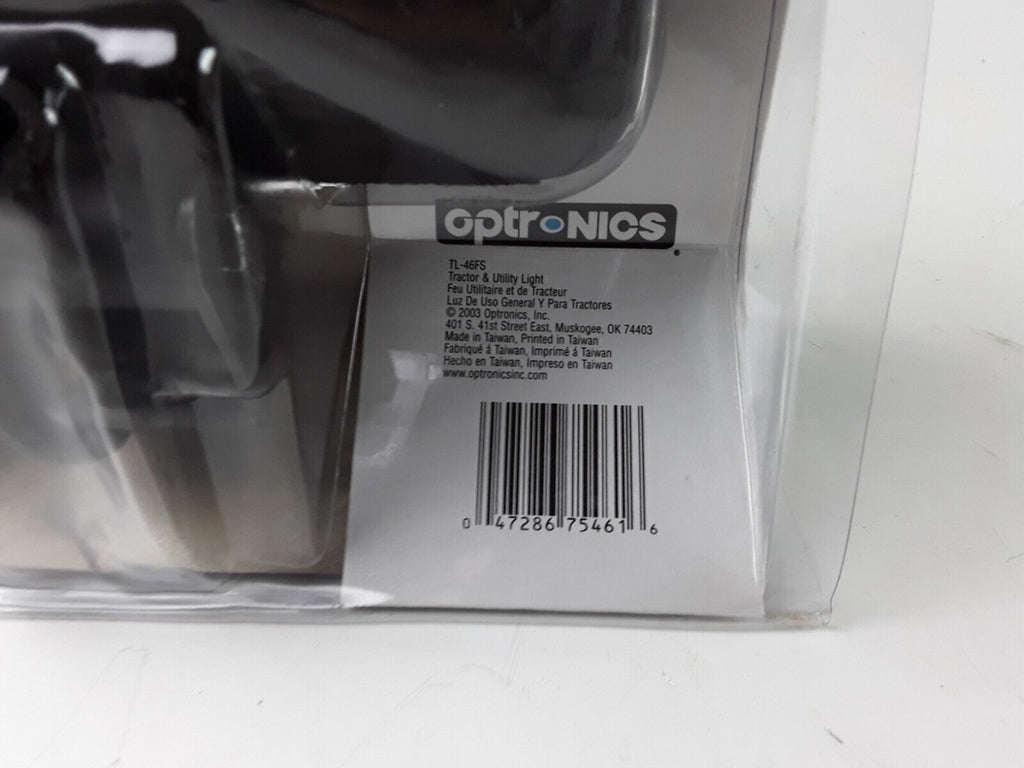 optroNICS
TL-46FS
Tractor & Utility Light
Feu Utilitaire et de Tracteur
Luz De Uso General Y Para Tractores
© 2003 Optronics, Inc.
401 S. 41st Street East, Muskogee, OK 74403
Made in Taiwan, Printed in Taiwan
Fabriqué á Taiwan, Imprimé á Taiwan
Hecho en Taiwan, Impreso en Taiwan
www.optronicsinc.com
0 47286 75461 6